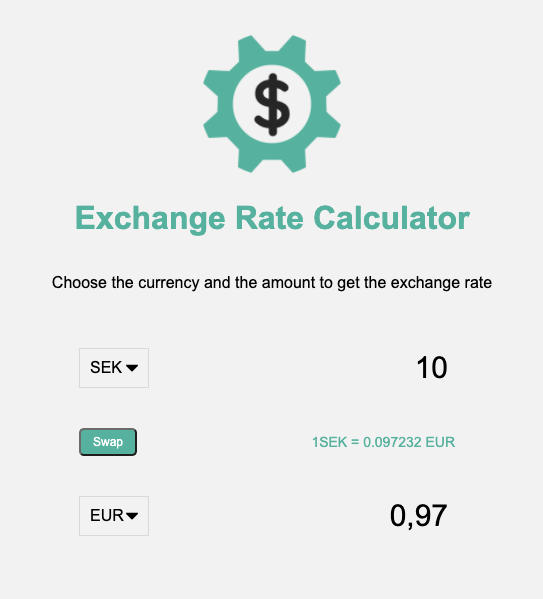 $
Exchange Rate Calculator
Choose the currency and the amount to get the exchange rate
SEK 10
Swap 1SEK = 0.097232 EUR
EUR 0,97